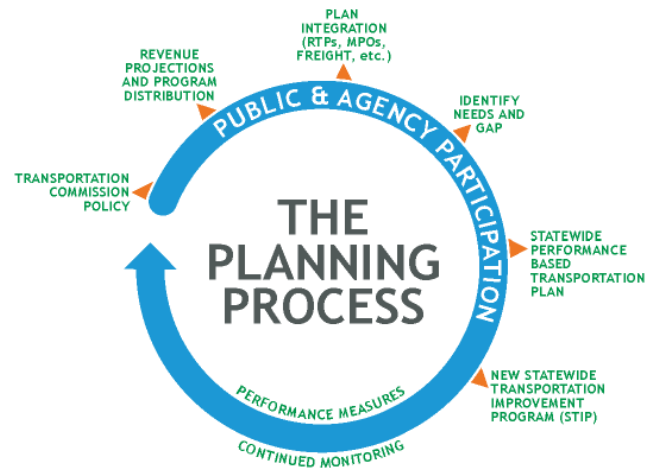 PLAN
INTEGRATION
(RTPs, MPOs,
FREIGHT, etc.)
REVENUE
PROJECTIONS
AND PROGRAM
DISTRIBUTION
IDENTIFY
NEEDS AND
GAP
PUBLIC & AGENCY PARTICIPATION
TRANSPORTATION
COMMISSION
POLICY
THE
PLANNING
PROCESS
STATEWIDE
PERFORMANCE
BASED
TRANSPORTATION
PLAN
NEW STATEWIDE
TRANSPORTATION
IMPROVEMENT
PROGRAM (STIP)
PERFORMANCE MEASURES
CONTINUED MONITORING